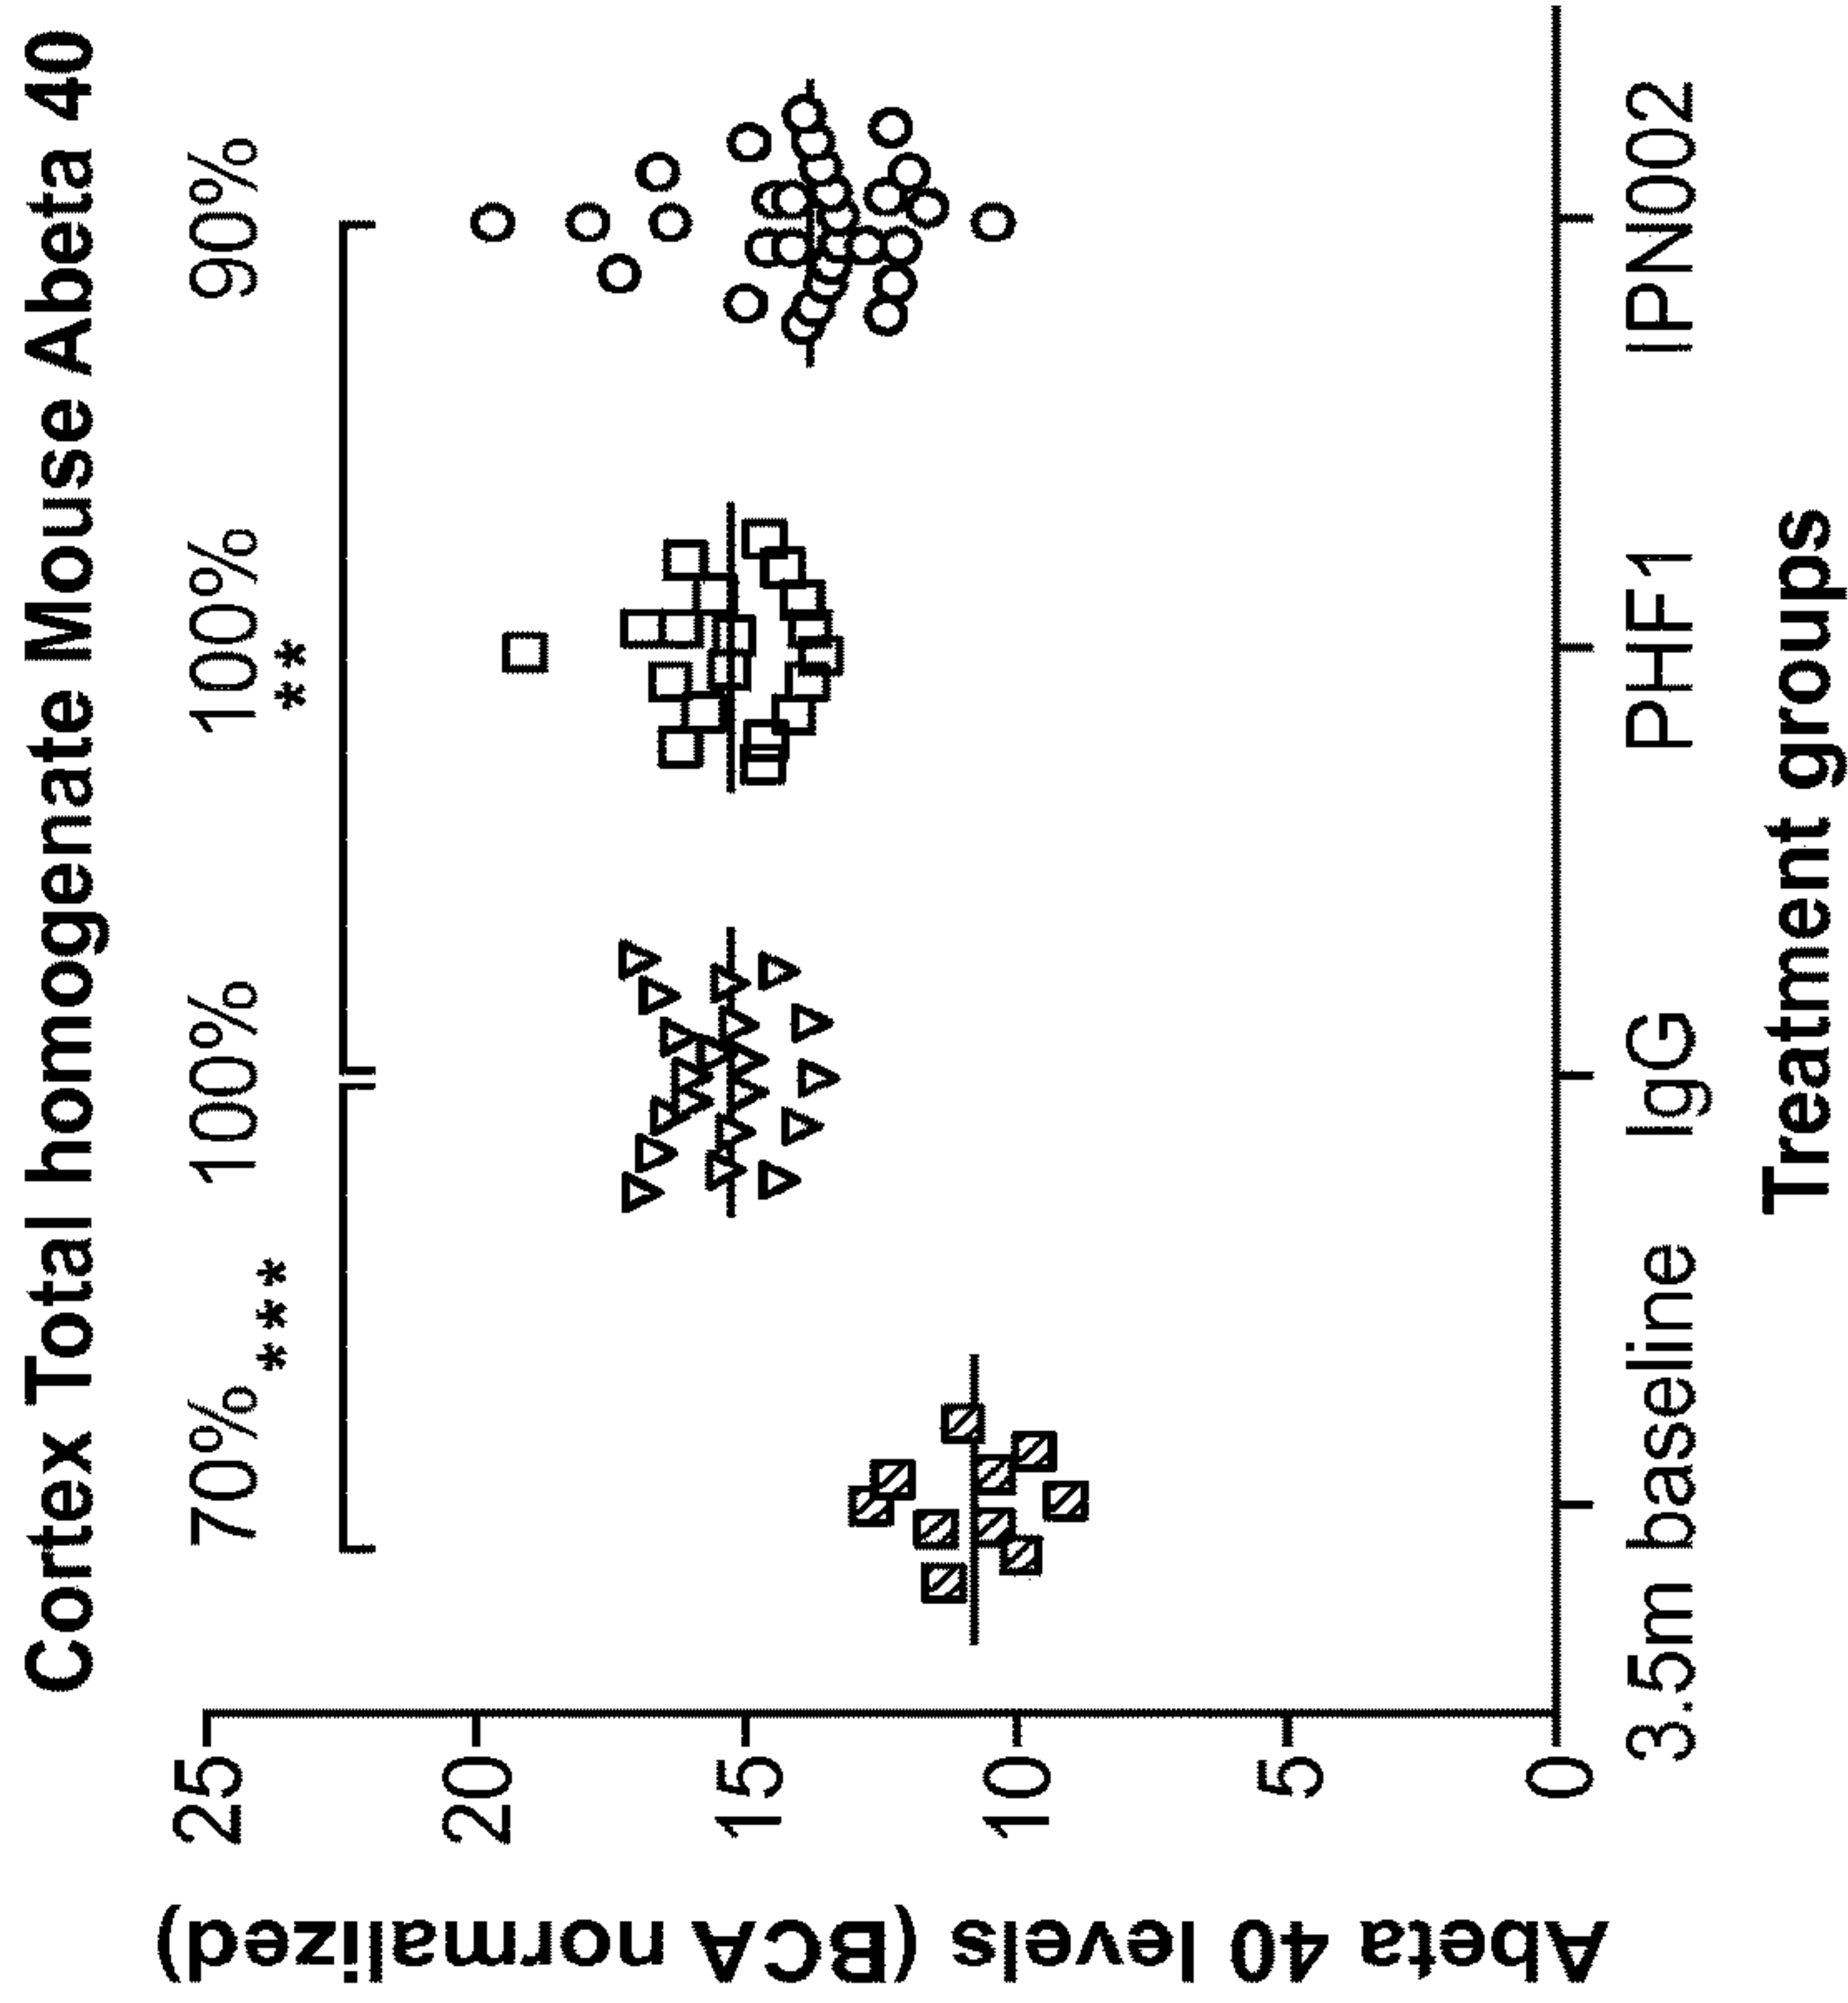 Cortex Total homogenate Mouse Abeta 40
70% 100% 100% 90%
*** **
25
20
15
10
5
0
Abeta 40 levels (BCA normalized)
3.5m baseline IgG PHF1 IPN002
Treatment groups